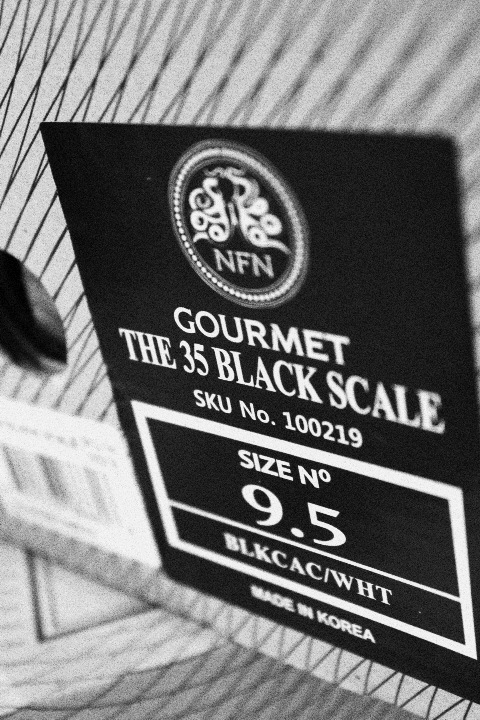 NFN
GOURMET
THE 35 BLACK SCALE
SKU No. 100219
SIZE Nº
9.5
BLKCAC/WHT
MADE IN KOREA